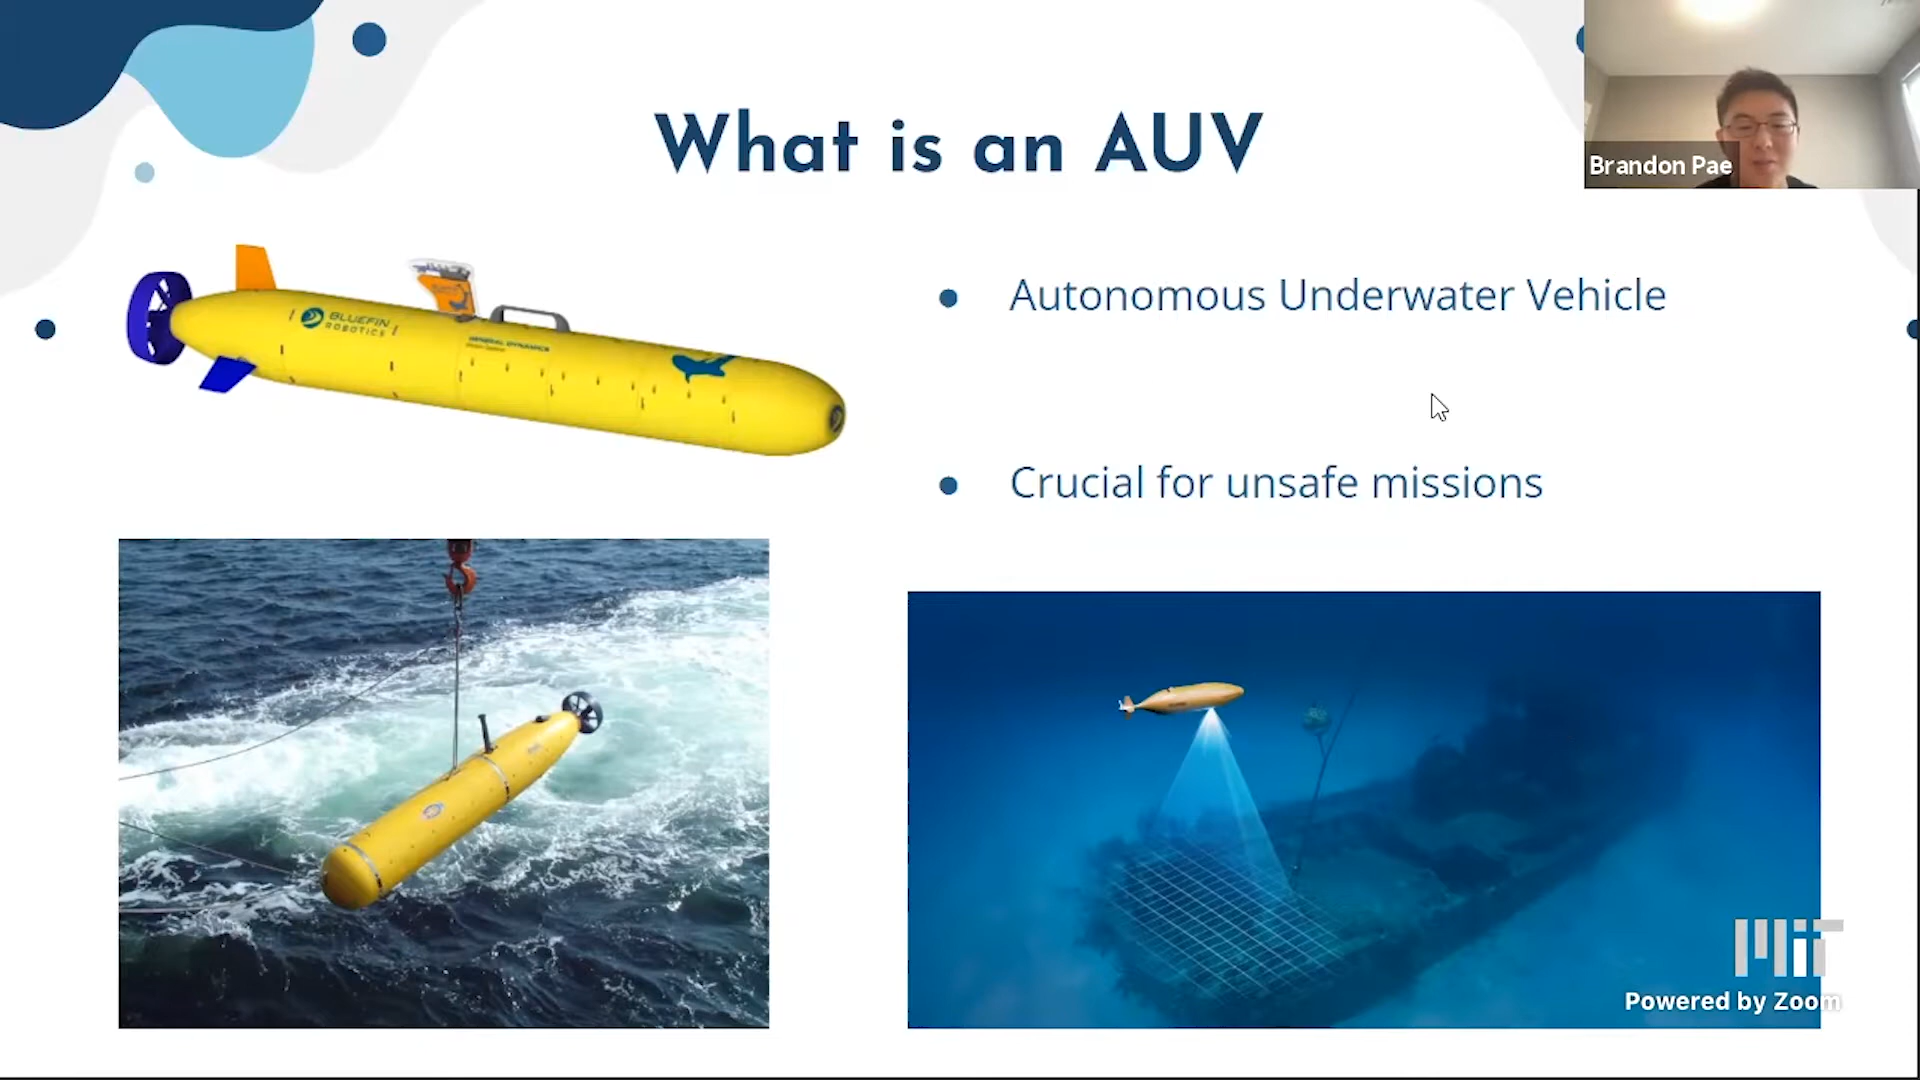 What is an AUV
Brandon Pae
BLUEFIN
ROBOTICS
GENERAL DYNAMICS
Autonomous Underwater Vehicle
Crucial for unsafe missions
MIT
Powered by Zoom